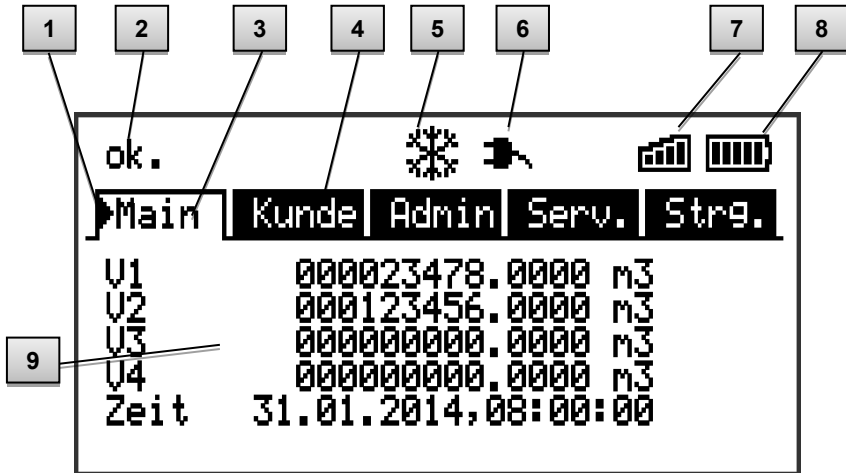 1 2 3 4 5 6 7 8
ok.
Main Kunde Admin Serv. Strg.
V1 000023478.0000 m3
V2 000123456.0000 m3
V3 000000000.0000 m3
9
V4 000000000.0000 m3
Zeit 31.01.2014,08:00:00